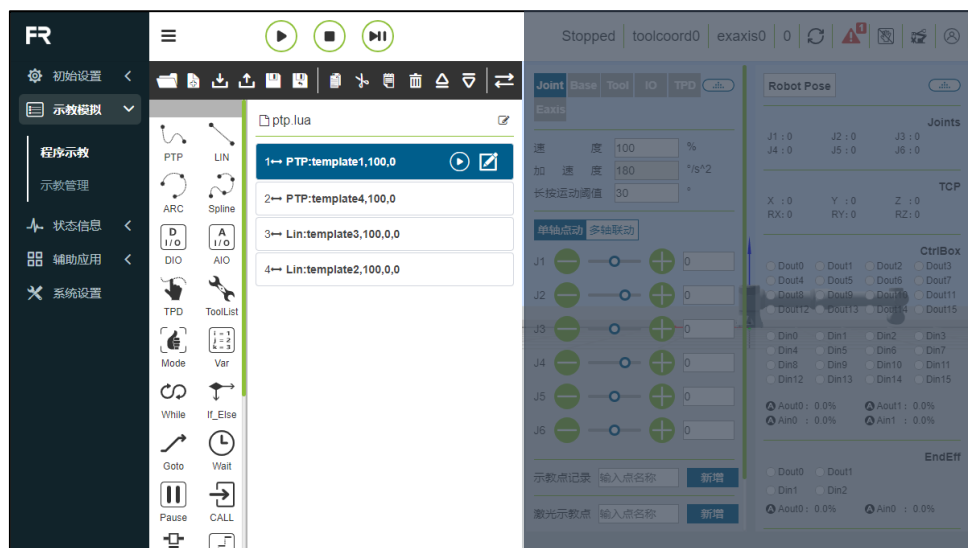 FR
Stopped toolcoord0 exaxis0 0 1
初始设置
示教模拟
程序示教
示教管理
状态信息
辅助应用
系统设置
PTP LIN
ARC Spline
D I/O A I/O
DIO AIO
TPD ToolList
i = 1
j = 2
k = 3
Mode Var
While If_Else
Goto Wait
Pause CALL
ptp.lua
1 PTP:template1,100,0
2 PTP:template4,100,0
3 Lin:template3,100,0,0
4 Lin:template2,100,0,0
Joint Base Tool IO TPD
Eaxis
速 度 100 %
加 速 度 180 °/s^2
长按运动阈值 30 °
单轴点动 多轴联动
J1 0
J2 0
J3 0
J4 0
J5 0
J6 0
示教点记录 输入点名称 新增
激光示教点 输入点名称 新增
Robot Pose
Joints
J1 : 0 J2 : 0 J3 : 0
J4 : 0 J5 : 0 J6 : 0
TCP
X : 0 Y : 0 Z : 0
RX: 0 RY: 0 RZ: 0
CtrlBox
Dout0 Dout1 Dout2 Dout3
Dout4 Dout5 Dout6 Dout7
Dout8 Dout9 Dout10 Dout11
Dout12 Dout13 Dout14 Dout15
Din0 Din1 Din2 Din3
Din4 Din5 Din6 Din7
Din8 Din9 Din10 Din11
Din12 Din13 Din14 Din15
A Aout0 : 0.0% A Aout1 : 0.0%
A Ain0 : 0.0% A Ain1 : 0.0%
EndEff
Dout0 Dout1
Din1 Din2
A Aout0 : 0.0% A Ain0 : 0.0%